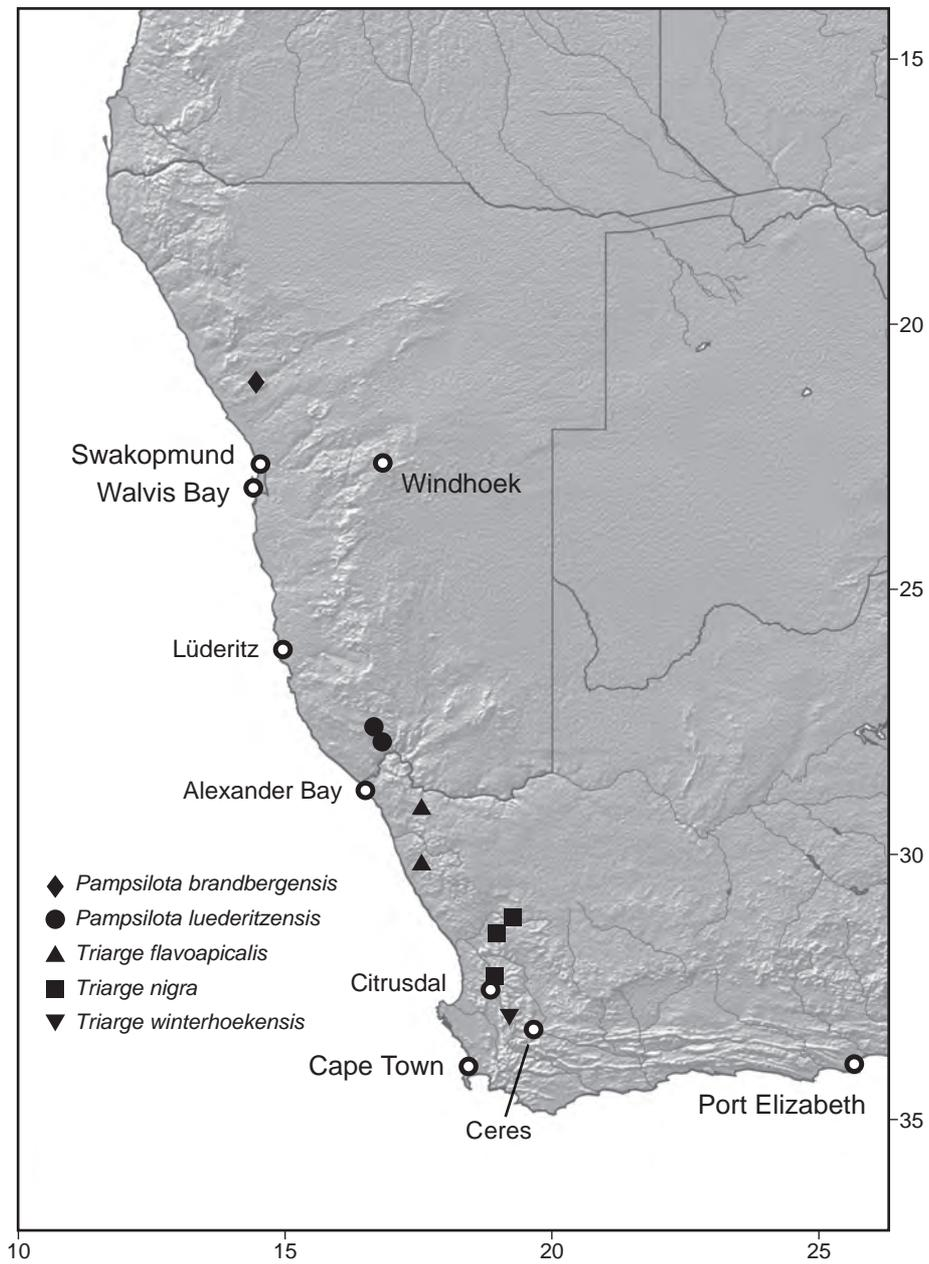 15
20
Swakopmund
Windhoek
Walvis Bay
25
Lüderitz
Alexander Bay
30
Pampsilota brandbergensis
Pampsilota luederitzensis
Triarge flavoapicalis
Triarge nigra
Triarge winterhoekensis
Citrusdal
Cape Town
Port Elizabeth
Ceres
35
10 15 20 25